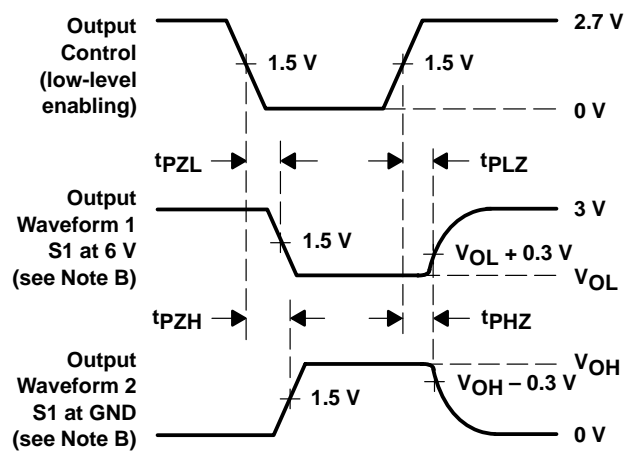 Output
Control
(low-level
enabling)
1.5 V
1.5 V
2.7 V
0 V
tPZL
tPLZ
Output
Waveform 1
S1 at 6 V
(see Note B)
1.5 V
3 V
VOL + 0.3 V
VOL
tPZH
tPHZ
Output
Waveform 2
S1 at GND
(see Note B)
1.5 V
VOH
VOH – 0.3 V
0 V